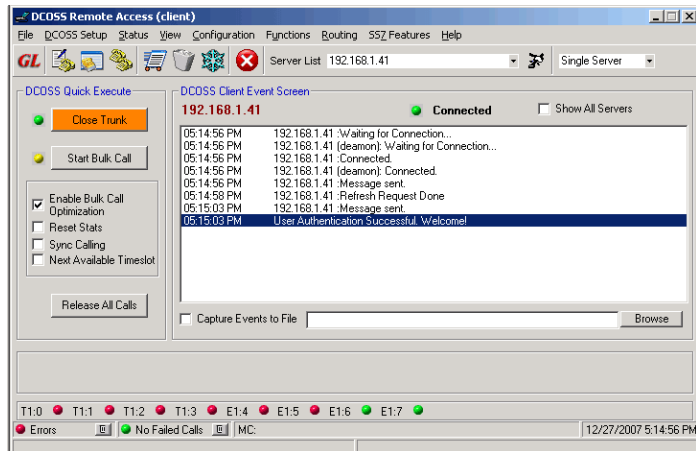 DCOSS Remote Access (client)
File DCOSS Setup Status View Configuration Functions Routing SS7 Features Help
GL Server List 192.168.1.41 Single Server
DCOSS Quick Execute
Close Trunk
Start Bulk Call
Enable Bulk Call
Optimization
Reset Stats
Sync Calling
Next Available Timeslot
Release All Calls
DCOSS Client Event Screen
192.168.1.41 Connected Show All Servers
05:14:56 PM 192.168.1.41 :Waiting for Connection...
05:14:56 PM 192.168.1.41 (deamon): Waiting for Connection...
05:14:56 PM 192.168.1.41 :Connected.
05:14:56 PM 192.168.1.41 (deamon): Connected.
05:14:56 PM 192.168.1.41 :Message sent.
05:14:58 PM 192.168.1.41 :Refresh Request Done
05:15:03 PM 192.168.1.41 :Message sent.
05:15:03 PM User Authentication Successful. Welcome!
Capture Events to File Browse
T1:0 T1:1 T1:2 T1:3 E1:4 E1:5 E1:6 E1:7
Errors No Failed Calls MC: 12/27/2007 5:14:56 PM